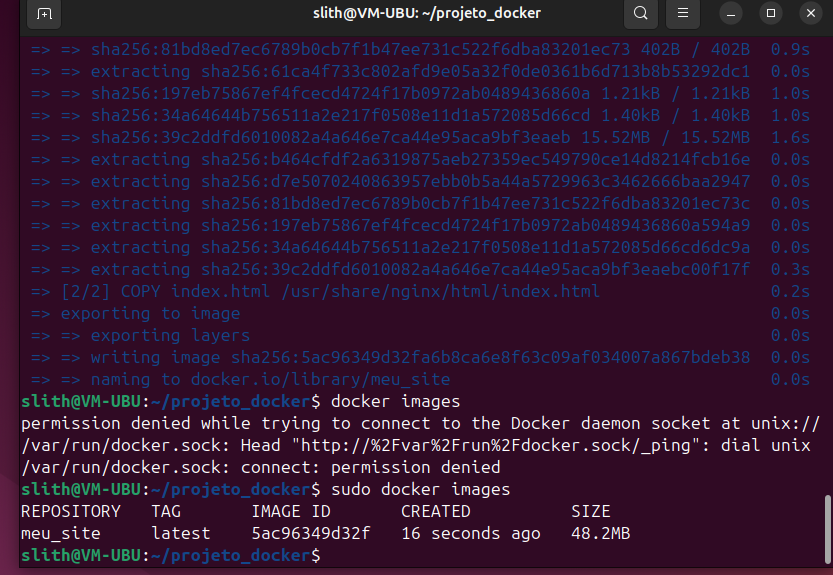 slith@VM-UBU: ~/projeto_docker
=> => sha256:81bd8ed7ec6789b0cb7f1b47ee731c522f6dba83201ec73 402B / 402B 0.9s
=> => extracting sha256:61ca4f733c802afd9e05a32f0de0361b6d713b8b53292dc1 0.0s
=> => sha256:197eb75867ef4fcecd4724f17b0972ab0489436860a 1.21kB / 1.21kB 1.0s
=> => sha256:34a64644b756511a2e217f0508e11d1a572085d66cd 1.40kB / 1.40kB 1.0s
=> => sha256:39c2ddfd6010082a4a646e7ca44e95aca9bf3eaeb 15.52MB / 15.52MB 1.6s
=> => extracting sha256:b464cfdf2a6319875aeb27359ec549790ce14d8214fcb16e 0.0s
=> => extracting sha256:d7e5070240863957ebb0b5a44a5729963c3462666baa2947 0.0s
=> => extracting sha256:81bd8ed7ec6789b0cb7f1b47ee731c522f6dba83201ec73c 0.0s
=> => extracting sha256:197eb75867ef4fcecd4724f17b0972ab0489436860a594a9 0.0s
=> => extracting sha256:34a64644b756511a2e217f0508e11d1a572085d66cd6dc9a 0.0s
=> => extracting sha256:39c2ddfd6010082a4a646e7ca44e95aca9bf3eaebc00f17f 0.3s
=> [2/2] COPY index.html /usr/share/nginx/html/index.html 0.2s
=> exporting to image 0.0s
=> => exporting layers 0.0s
=> => writing image sha256:5ac96349d32fa6b8ca6e8f63c09af034007a867bdeb38 0.0s
=> => naming to docker.io/library/meu_site 0.0s
slith@VM-UBU:~/projeto_docker$ docker images
permission denied while trying to connect to the Docker daemon socket at unix://
/var/run/docker.sock: Head "http://%2Fvar%2Frun%2Fdocker.sock/_ping": dial unix
/var/run/docker.sock: connect: permission denied
slith@VM-UBU:~/projeto_docker$ sudo docker images
REPOSITORY TAG IMAGE ID CREATED SIZE
meu_site latest 5ac96349d32f 16 seconds ago 48.2MB
slith@VM-UBU:~/projeto_docker$